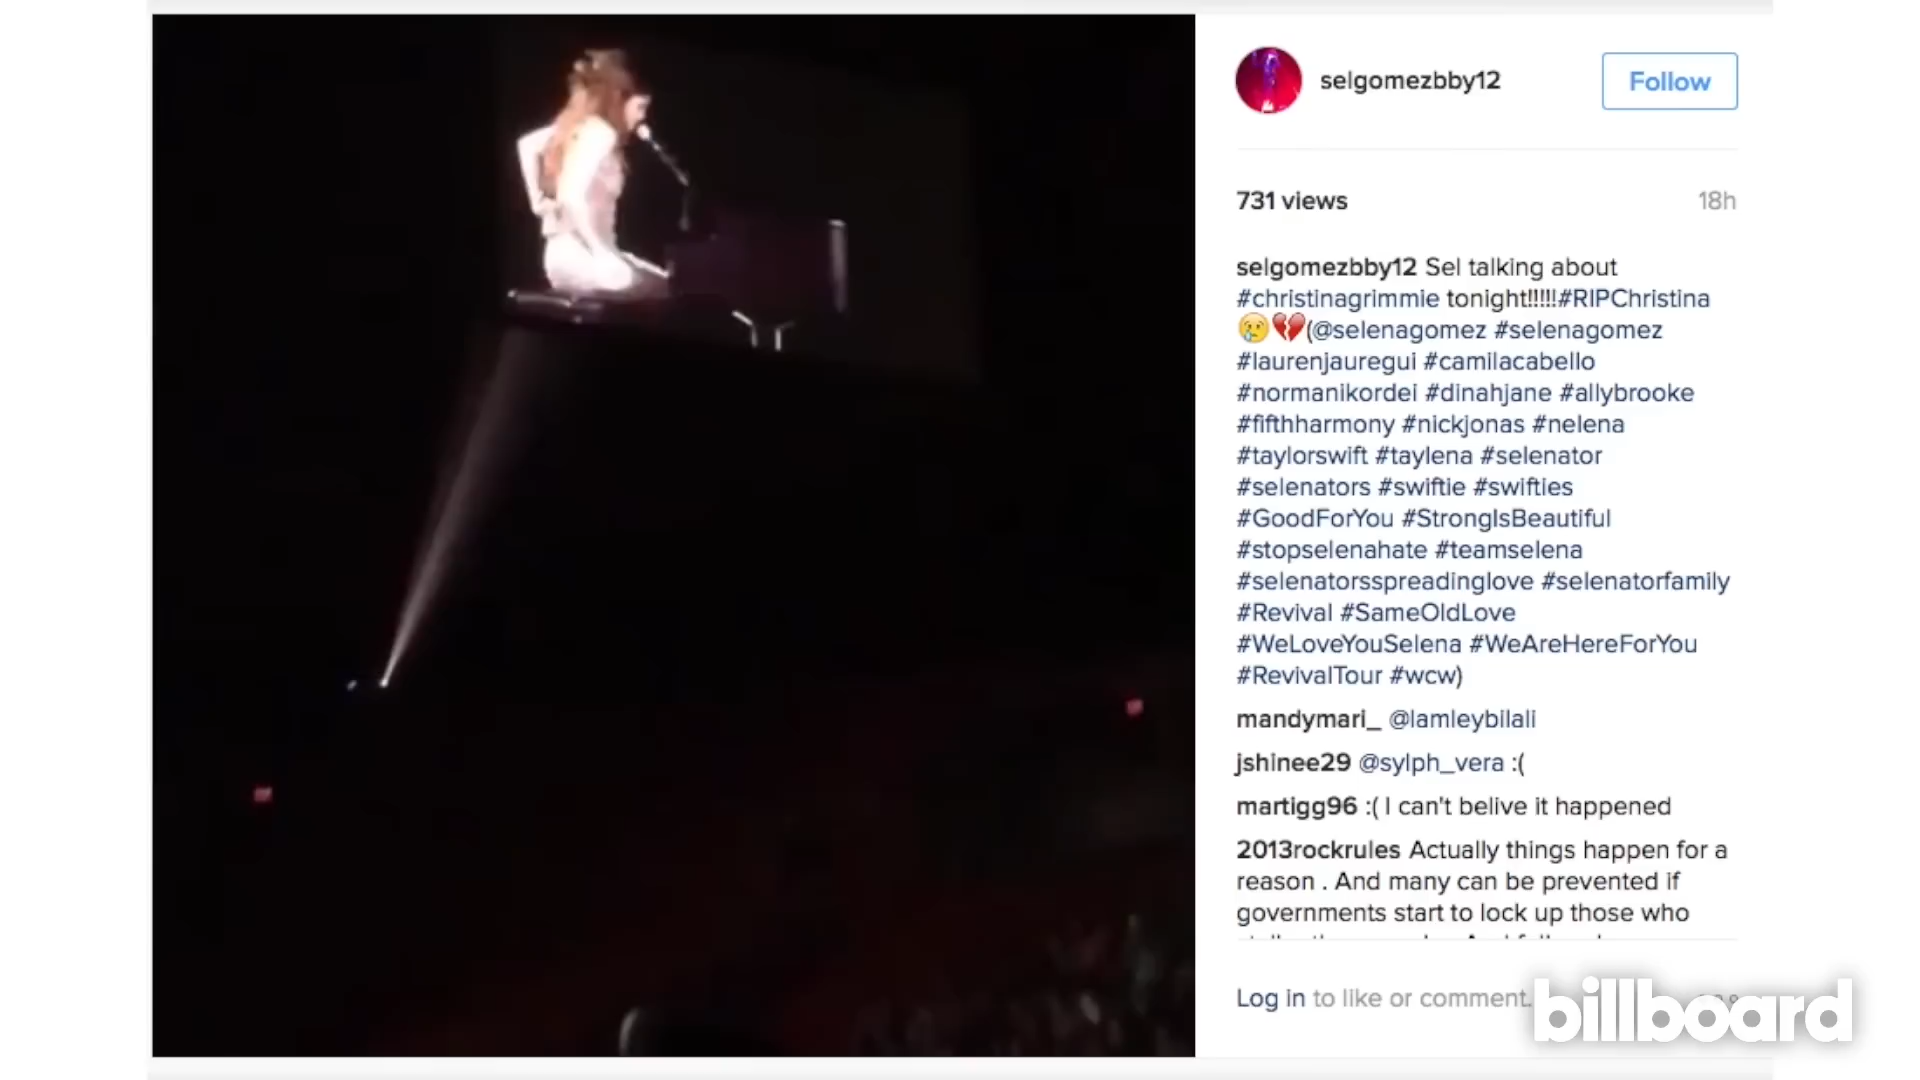 selgomezbby12
Follow
731 views
18h
selgomezbby12 Sel talking about
#christinagrimmie tonight!!!!!#RIPChristina
😢💔(@selenagomez #selenagomez
#laurenjauregui #camilacabello
#normanikordei #dinahjane #allybrooke
#fifthharmony #nickjonas #nelena
#taylorswift #taylena #selenator
#selenators #swiftie #swifties
#GoodForYou #StrongIsBeautiful
#stopselenahate #teamselena
#selenatorsspreadinglove #selenatorfamily
#Revival #SameOldLove
#WeLoveYouSelena #WeAreHereForYou
#RevivalTour #wcw)
mandymari_ @lamleybilali
jshinee29 @sylph_vera :(
martigg96 :( I can't belive it happened
2013rockrules Actually things happen for a
reason . And many can be prevented if
governments start to lock up those who
Log in to like or comment.
billboard